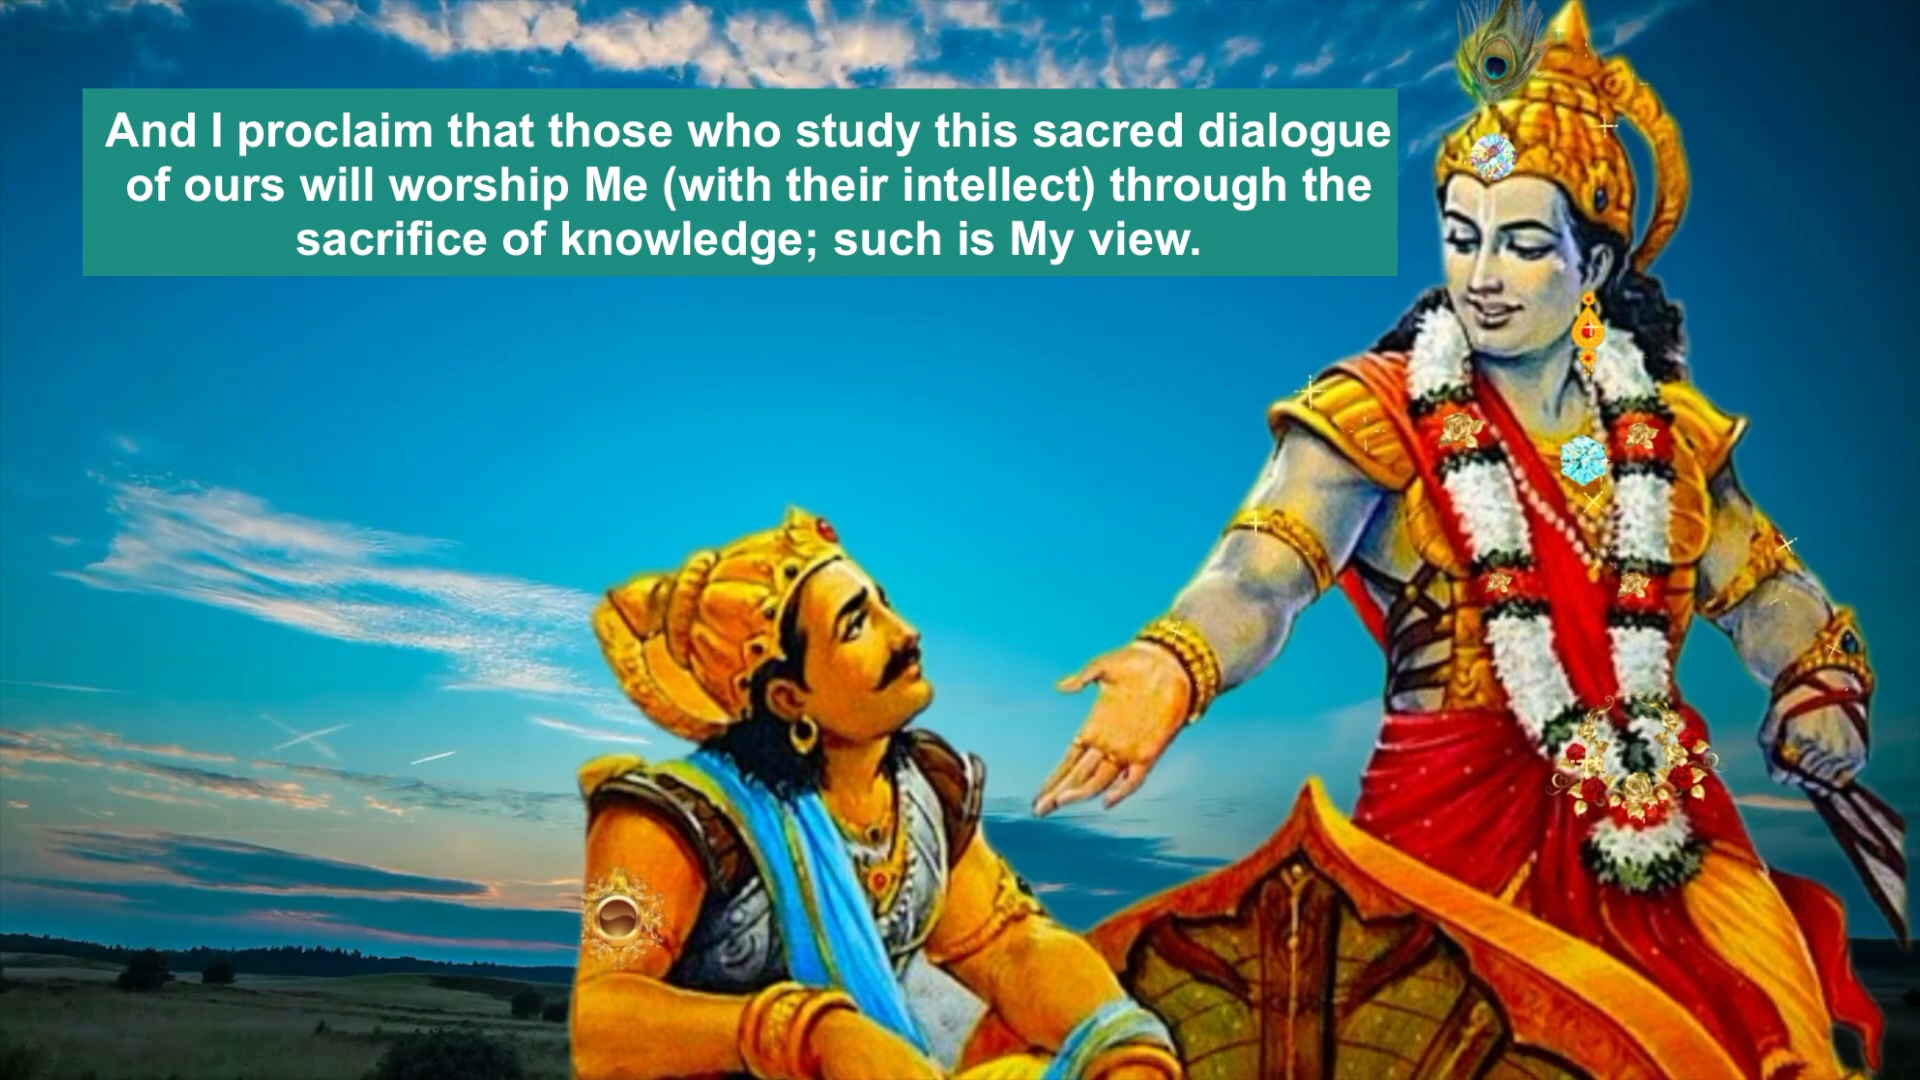 And I proclaim that those who study this sacred dialogue
of ours will worship Me (with their intellect) through the
sacrifice of knowledge; such is My view.